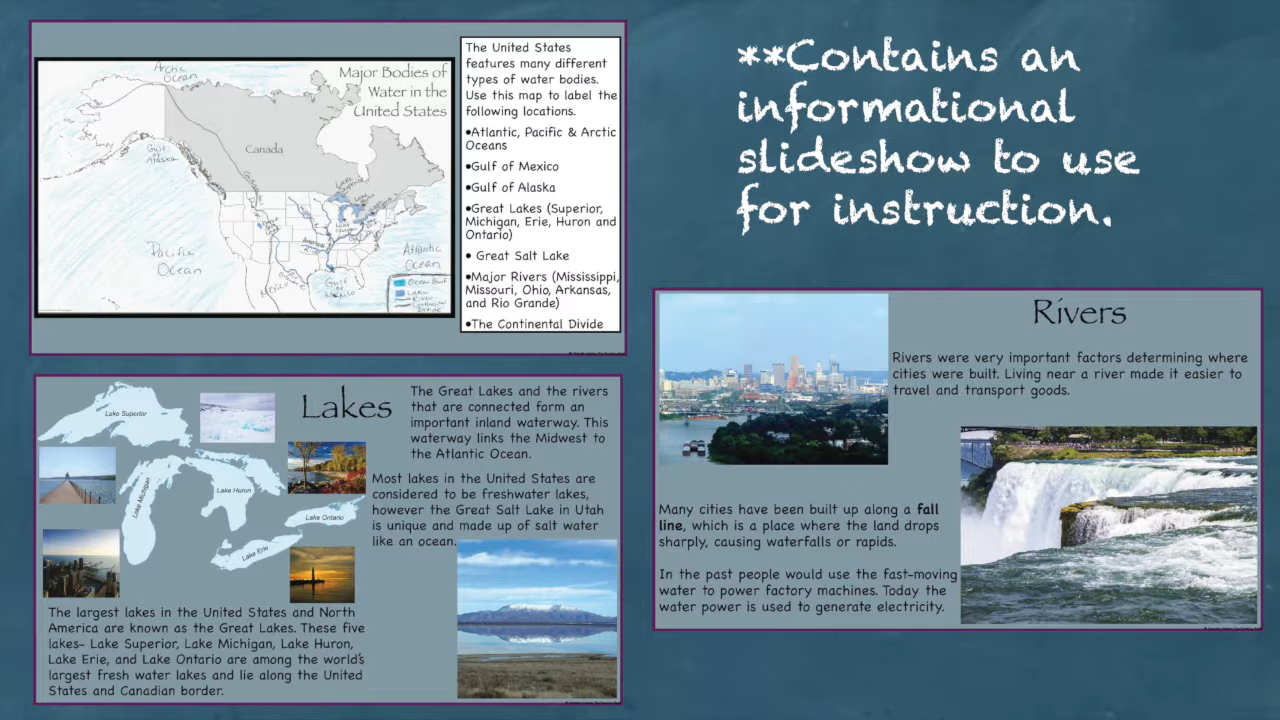 **Contains an
informational
slideshow to use
for instruction.
Arctic
Ocean
Major Bodies of
Water in the
United States
Gulf of
Alaska
Canada
Pacific
Ocean
Atlantic
Ocean
Mexico
Gulf
of
Mexico
The United States
features many different
types of water bodies.
Use this map to label the
following locations.
•Atlantic, Pacific & Arctic
Oceans
•Gulf of Mexico
•Gulf of Alaska
•Great Lakes (Superior,
Michigan, Erie, Huron and
Ontario)
• Great Salt Lake
•Major Rivers (Mississippi,
Missouri, Ohio, Arkansas,
and Rio Grande)
•The Continental Divide
Lakes
Lake Superior
Lake Michigan
Lake Huron
Lake Ontario
Lake Erie
The Great Lakes and the rivers
that are connected form an
important inland waterway. This
waterway links the Midwest to
the Atlantic Ocean.
Most lakes in the United States are
considered to be freshwater lakes,
however the Great Salt Lake in Utah
is unique and made up of salt water
like an ocean.
The largest lakes in the United States and North
America are known as the Great Lakes. These five
lakes– Lake Superior, Lake Michigan, Lake Huron,
Lake Erie, and Lake Ontario are among the world's
largest fresh water lakes and lie along the United
States and Canadian border.
Rivers
Rivers were very important factors determining where
cities were built. Living near a river made it easier to
travel and transport goods.
Many cities have been built up along a fall
line, which is a place where the land drops
sharply, causing waterfalls or rapids.
In the past people would use the fast-moving
water to power factory machines. Today the
water power is used to generate electricity.